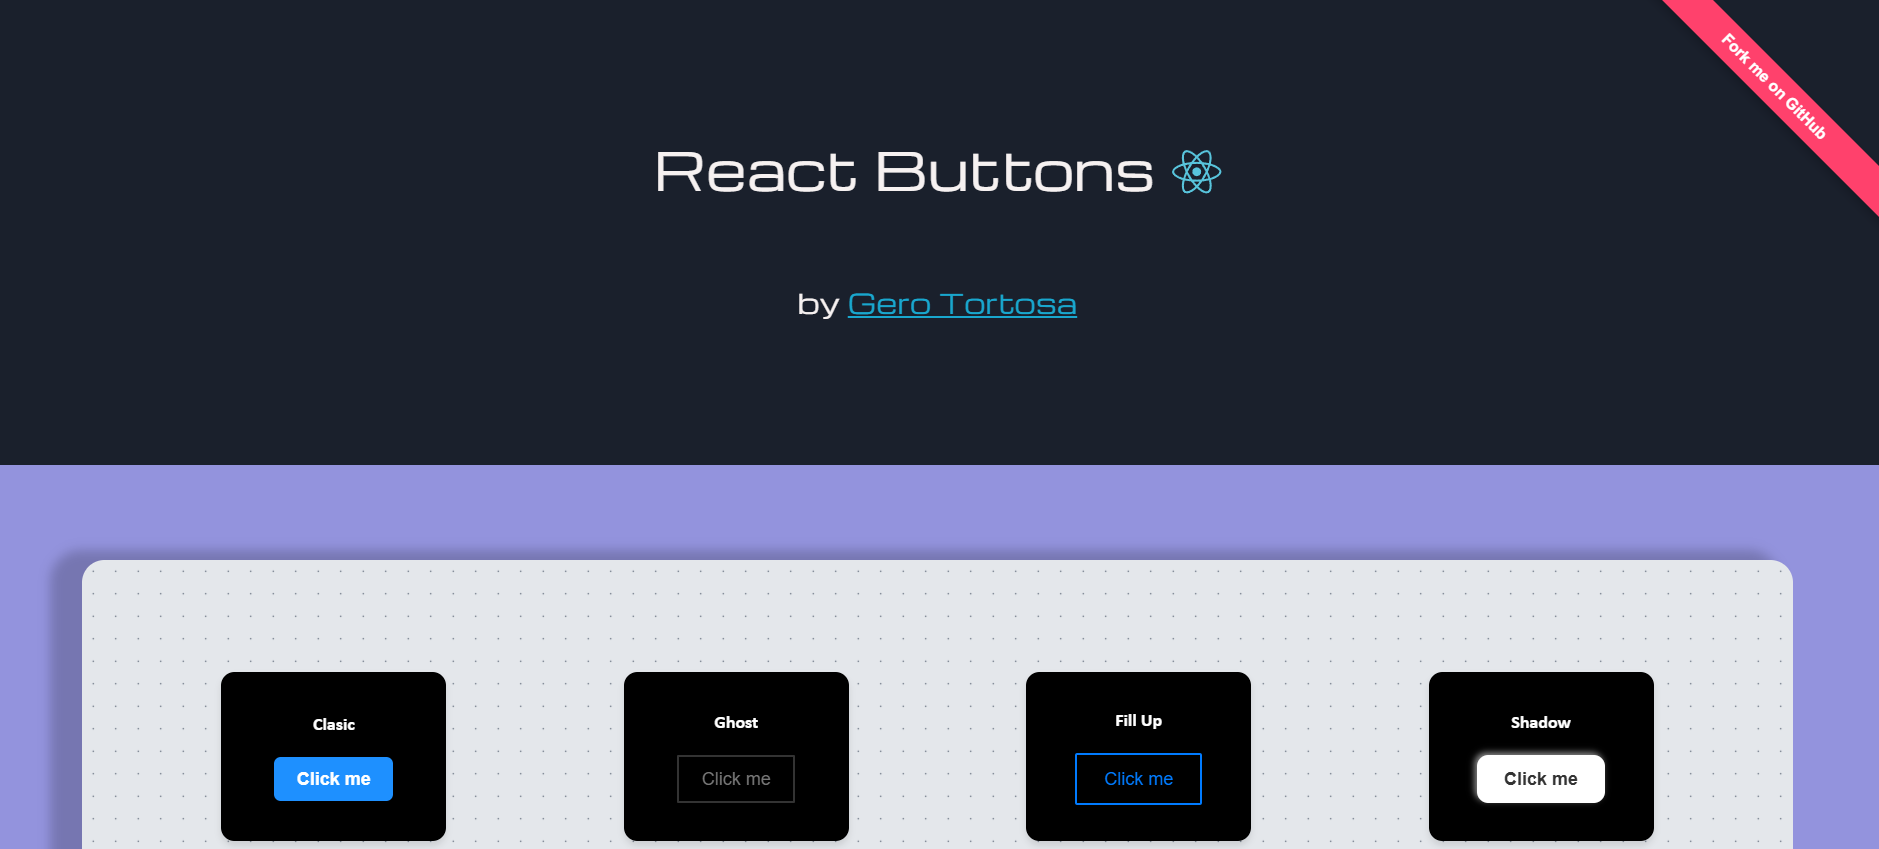 Fork me on GitHub
React Buttons
by Gero Tortosa
Clasic
Click me
Ghost
Click me
Fill Up
Click me
Shadow
Click me